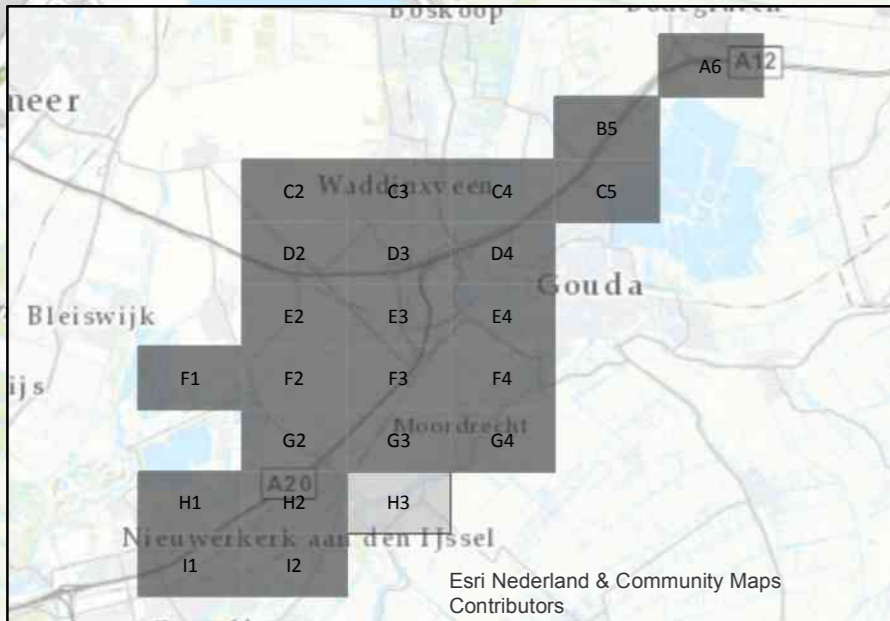 Boskoop
Bodegraven
A6 A12
meer
B5
C2 C3 C4 C5
Waddinxveen
D2 D3 D4
Gouda
Bleiswijk
E2 E3 E4
F1 F2 F3 F4
ijs
Moordrecht
G2 G3 G4
A20
H1 H2 H3
Nieuwerkerk aan den IJssel
I1 I2
Esri Nederland & Community Maps
Contributors